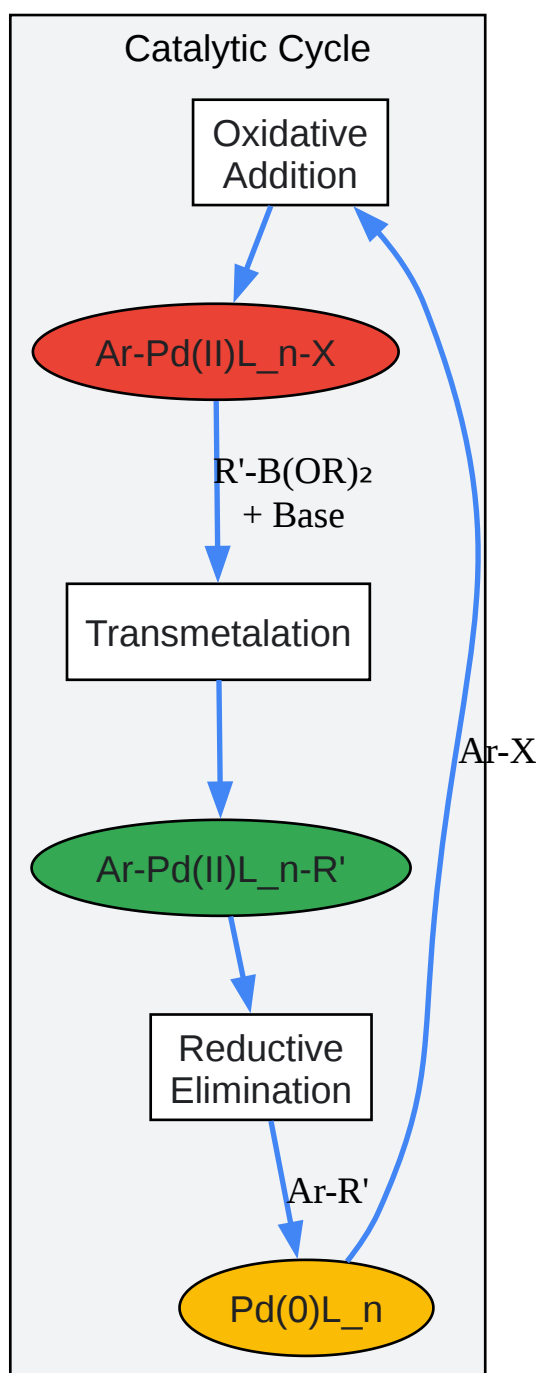 Catalytic Cycle
Oxidative
Addition
Ar-Pd(II)L_n-X
R'-B(OR)₂
+ Base
Transmetalation
Ar-X
Ar-Pd(II)L_n-R'
Reductive
Elimination
Ar-R'
Pd(0)L_n